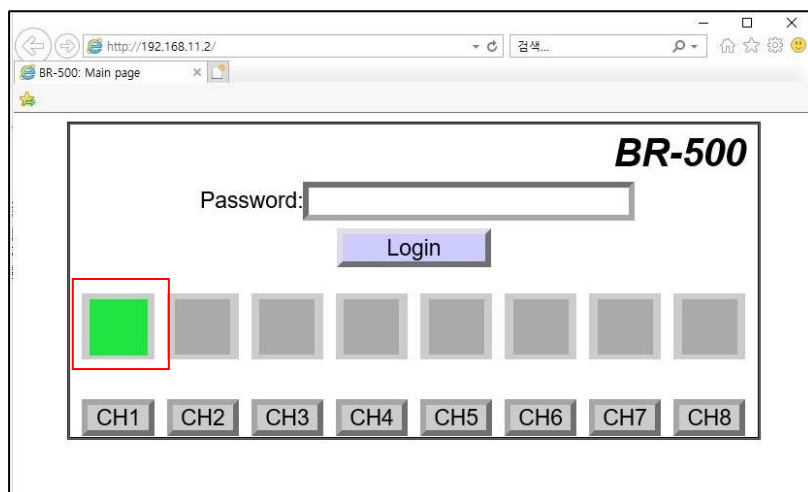 http://192.168.11.2/
검색...
BR-500: Main page
BR-500
Password:
Login
CH1 CH2 CH3 CH4 CH5 CH6 CH7 CH8